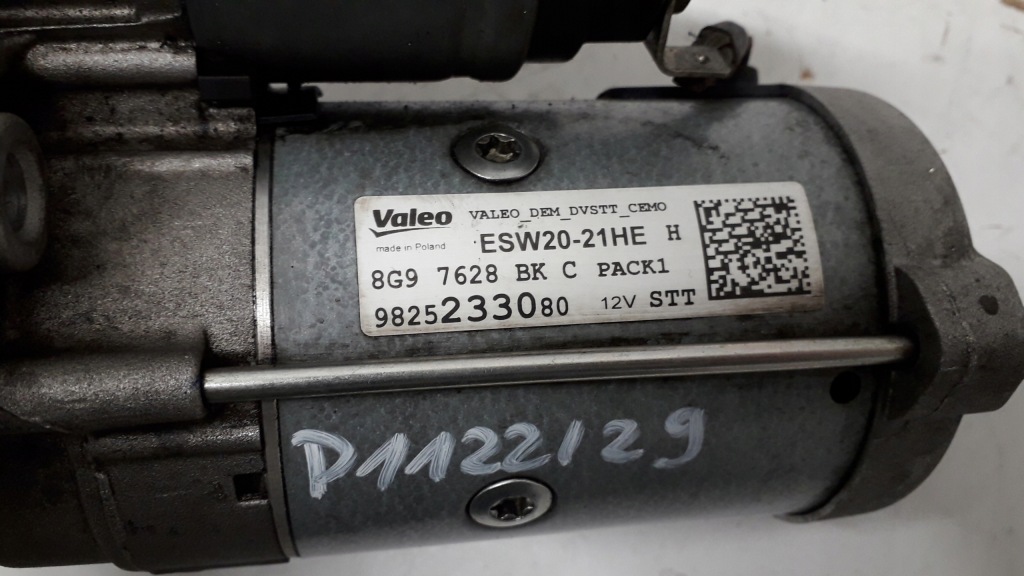 Valeo VALEO_DEM_DVSTT_CEMO
made in Poland ESW20-21HE H
8G9 7628 BK C PACK1
9825233080 12V STT
D1122129